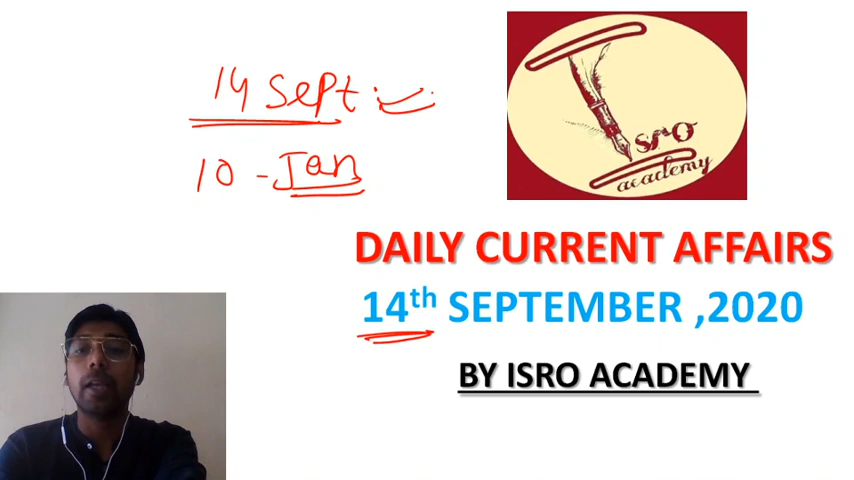 14 Sept
10 - Jan
ISRO
academy
DAILY CURRENT AFFAIRS
14th SEPTEMBER ,2020
BY ISRO ACADEMY